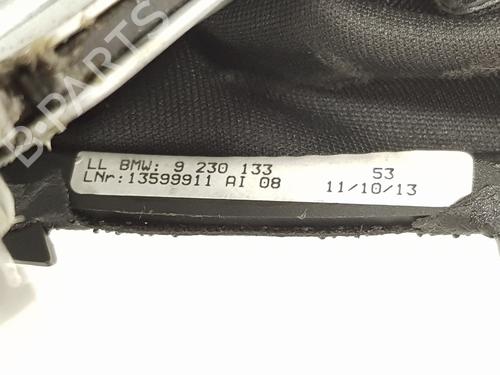 B-PARTS
LL BMW: 9 230 133 53
LNr:13599911 AI 08 11/10/13